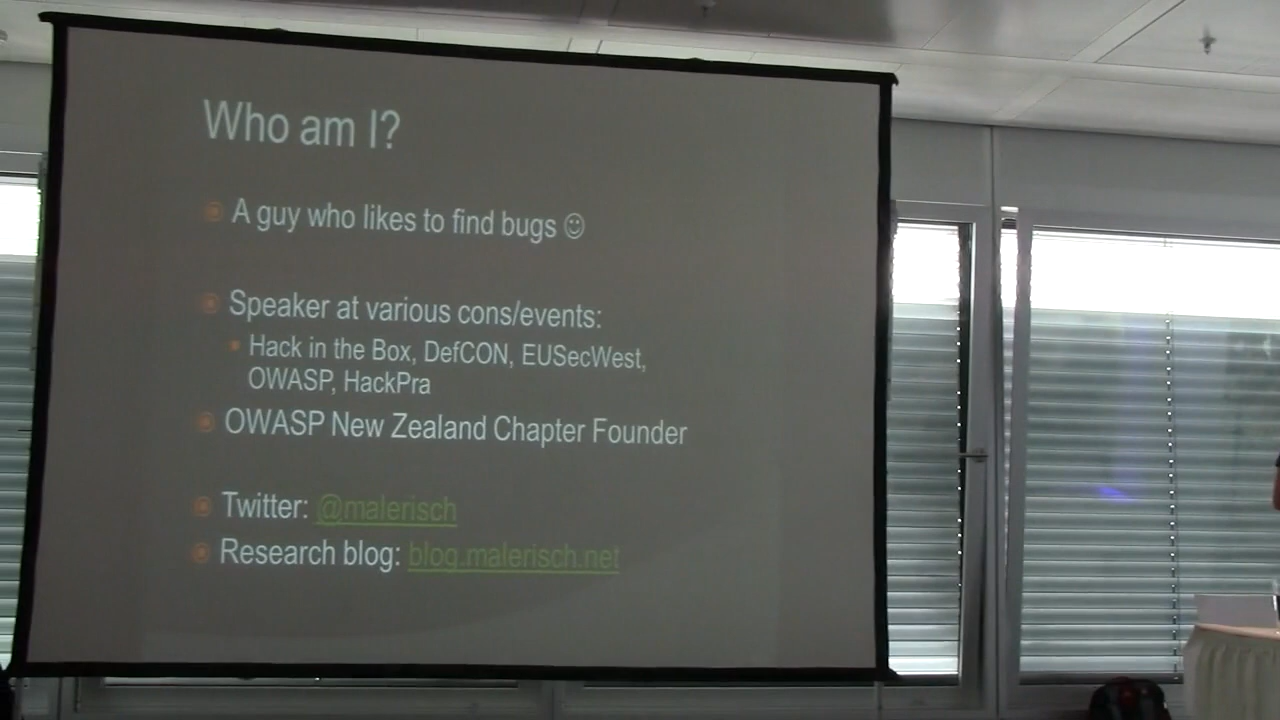 Who am I?
A guy who likes to find bugs ☺
Speaker at various cons/events:
Hack in the Box, DefCON, EUSecWest,
OWASP, HackPra
OWASP New Zealand Chapter Founder
Twitter: @malerisch
Research blog: blog.malerisch.net